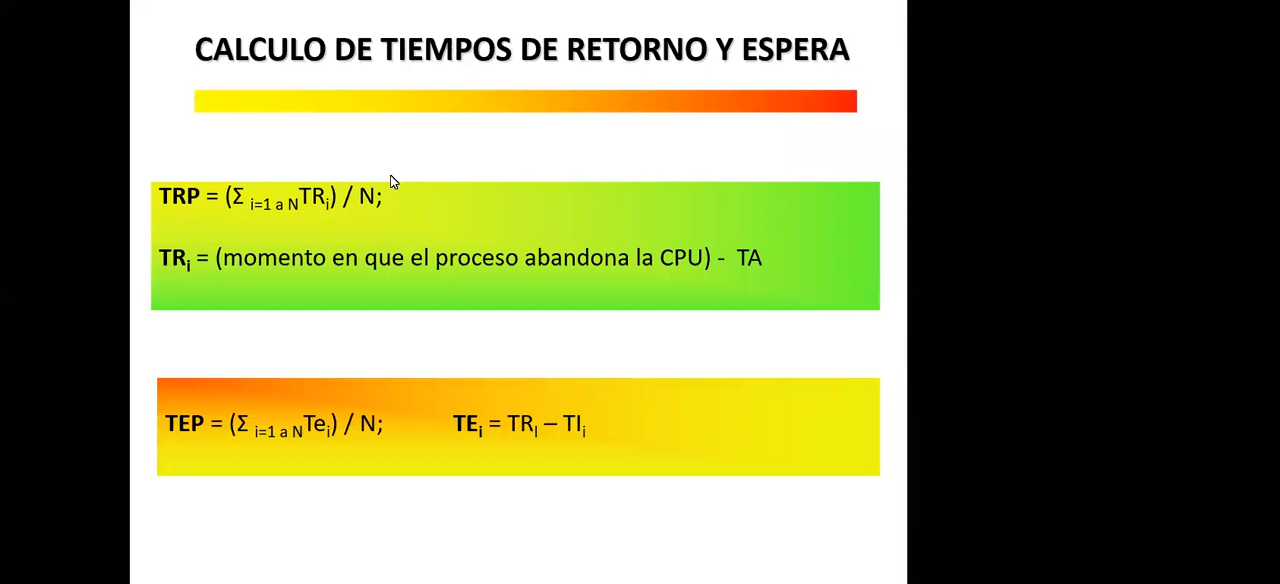 CALCULO DE TIEMPOS DE RETORNO Y ESPERA
TRP = (Σ i=1 a N TRi) / N;
TRi = (momento en que el proceso abandona la CPU) - TA
TEP = (Σ i=1 a N Tei) / N; TEi = TRI – TIi